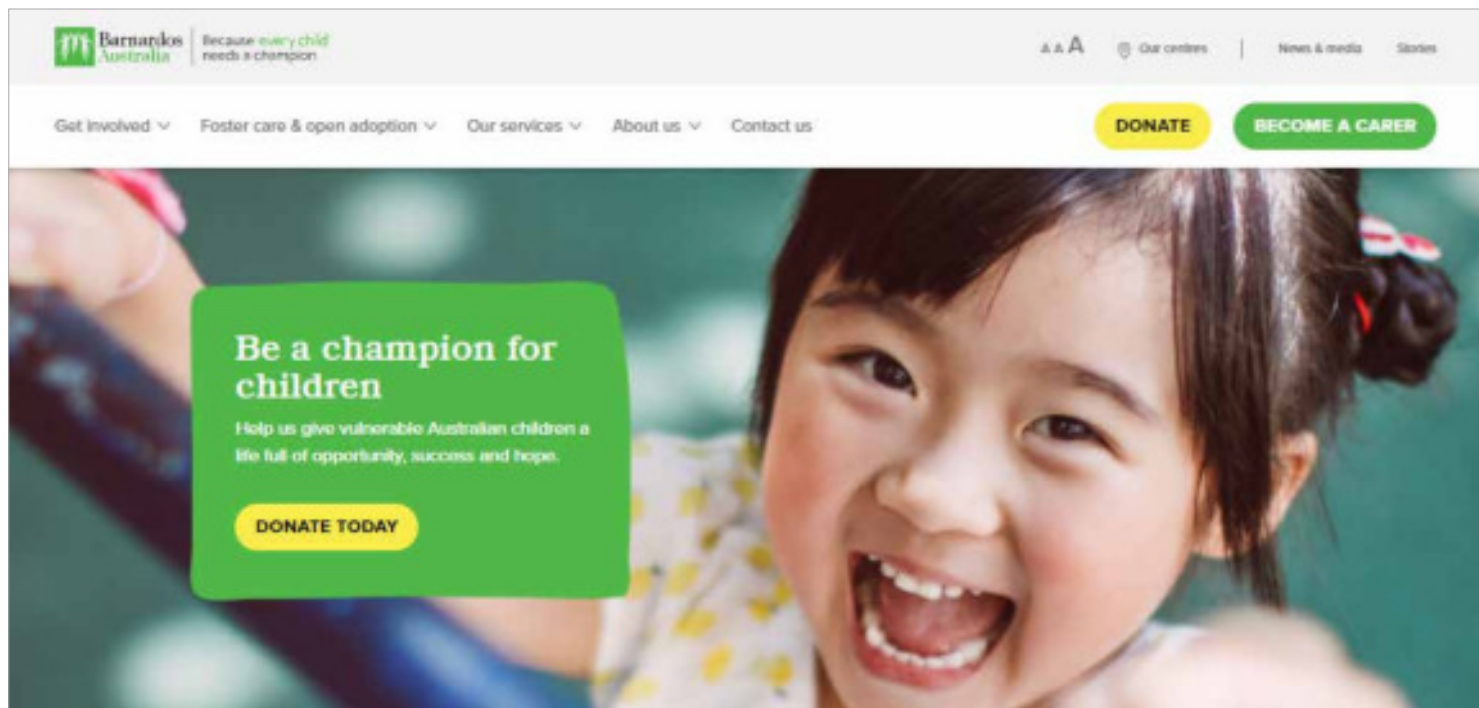 Barnardos
Australia
Because every child
needs a champion
A A A
Our centres
News & media
Stories
Get involved
Foster care & open adoption
Our services
About us
Contact us
DONATE
BECOME A CARER
Be a champion for
children
Help us give vulnerable Australian children a
life full of opportunity, success and hope.
DONATE TODAY